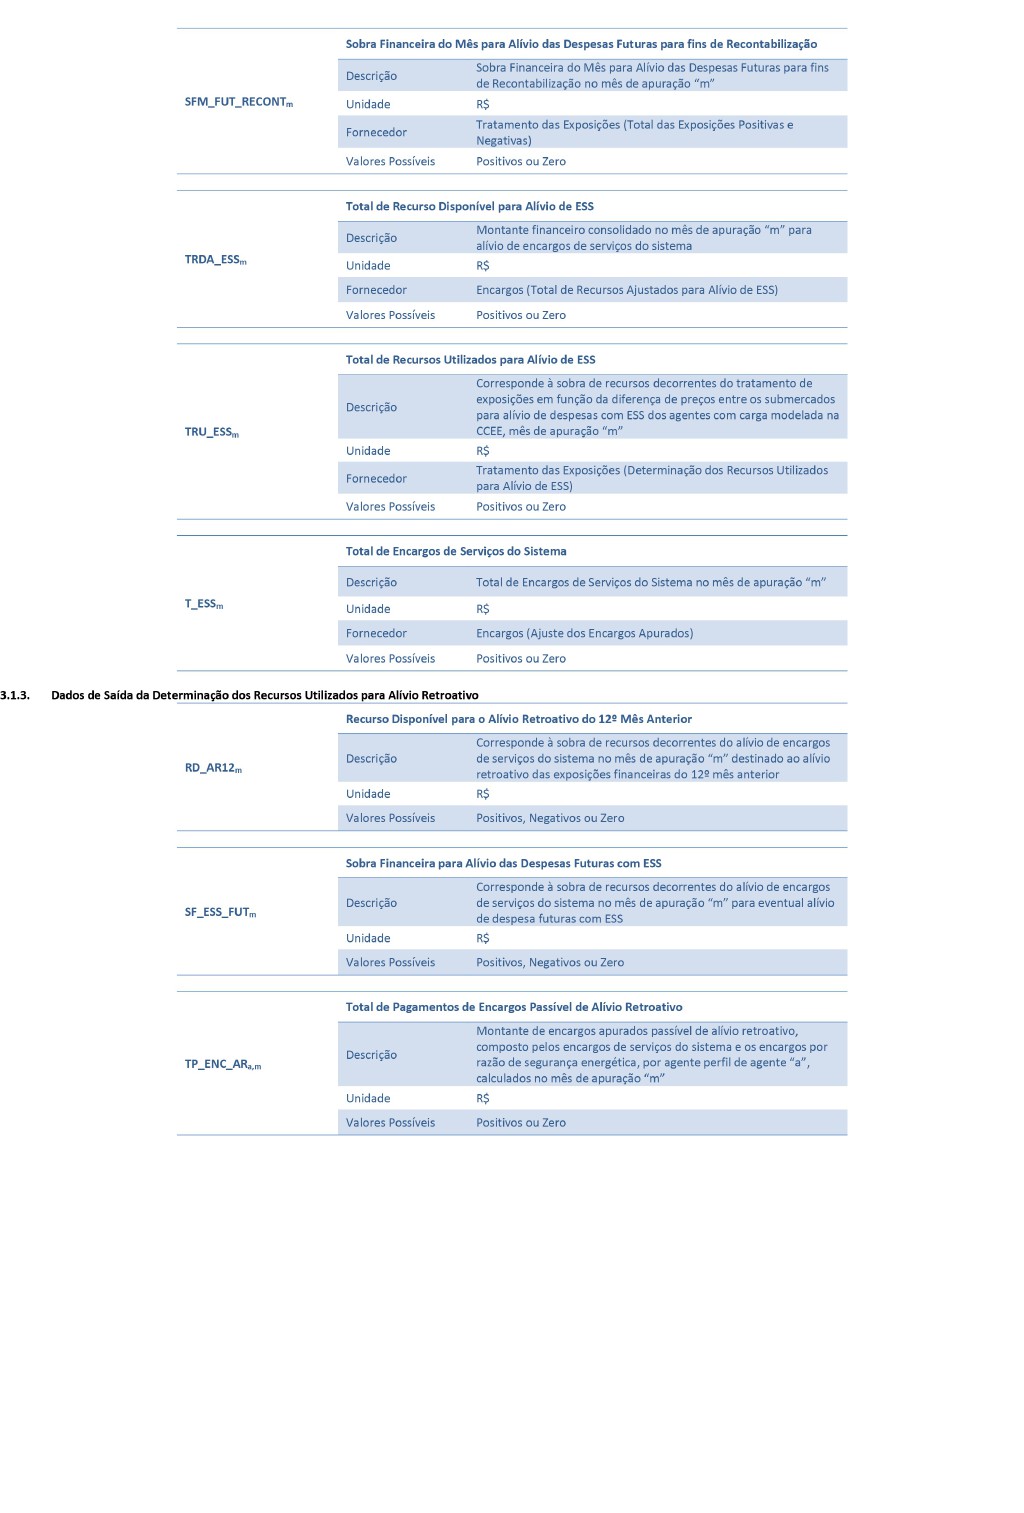 Sobra Financeira do Mês para Alívio das Despesas Futuras para fins de Recontabilização
SFM_FUT_RECONTm
Descrição
Sobra Financeira do Mês para Alívio das Despesas Futuras para fins
de Recontabilização no mês de apuração “m”
Unidade R$
Fornecedor
Tratamento das Exposições (Total das Exposições Positivas e
Negativas)
Valores Possíveis Positivos ou Zero
Total de Recurso Disponível para Alívio de ESS
TRDA_ESSm
Descrição
Montante financeiro consolidado no mês de apuração “m” para
alívio de encargos de serviços do sistema
Unidade R$
Fornecedor Encargos (Total de Recursos Ajustados para Alívio de ESS)
Valores Possíveis Positivos ou Zero
Total de Recursos Utilizados para Alívio de ESS
TRU_ESSm
Descrição
Corresponde à sobra de recursos decorrentes do tratamento de
exposições em função da diferença de preços entre os submercados
para alívio de despesas com ESS dos agentes com carga modelada na
CCEE, mês de apuração “m”
Unidade R$
Fornecedor
Tratamento das Exposições (Determinação dos Recursos Utilizados
para Alívio de ESS)
Valores Possíveis Positivos ou Zero
Total de Encargos de Serviços do Sistema
T_ESSm
Descrição Total de Encargos de Serviços do Sistema no mês de apuração “m”
Unidade R$
Fornecedor Encargos (Ajuste dos Encargos Apurados)
Valores Possíveis Positivos ou Zero
3.1.3. Dados de Saída da Determinação dos Recursos Utilizados para Alívio Retroativo
Recurso Disponível para o Alívio Retroativo do 12º Mês Anterior
RD_AR12m
Descrição
Corresponde à sobra de recursos decorrentes do alívio de encargos
de serviços do sistema no mês de apuração “m” destinado ao alívio
retroativo das exposições financeiras do 12º mês anterior
Unidade R$
Valores Possíveis Positivos, Negativos ou Zero
Sobra Financeira para Alívio das Despesas Futuras com ESS
SF_ESS_FUTm
Descrição
Corresponde à sobra de recursos decorrentes do alívio de encargos
de serviços do sistema no mês de apuração “m” para eventual alívio
de despesa futuras com ESS
Unidade R$
Valores Possíveis Positivos, Negativos ou Zero
Total de Pagamentos de Encargos Passível de Alívio Retroativo
TP_ENC_ARa,m
Descrição
Montante de encargos apurados passível de alívio retroativo,
composto pelos encargos de serviços do sistema e os encargos por
razão de segurança energética, por agente perfil de agente “a”,
calculados no mês de apuração “m”
Unidade R$
Valores Possíveis Positivos ou Zero